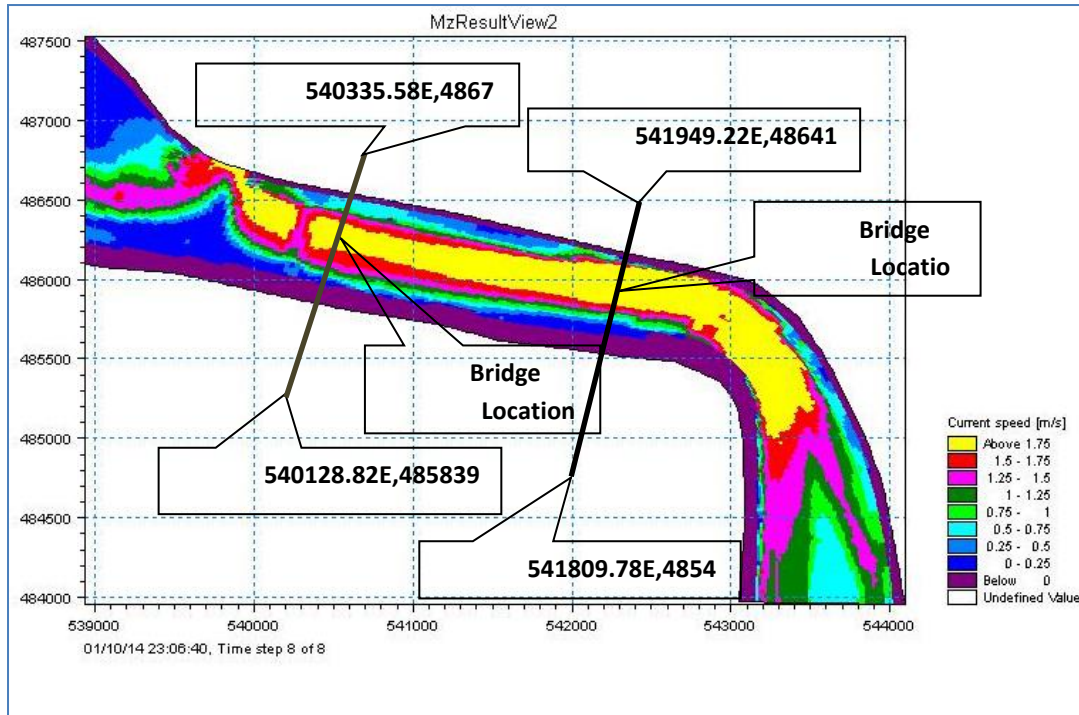 MzResultView2
487500
487000
486500
486000
485500
485000
484500
484000
540335.58E,4867
541949.22E,48641
Bridge
Locatio
Bridge
Location
540128.82E,485839
541809.78E,4854
Current speed [m/s]
Above 1.75
1.5 - 1.75
1.25 - 1.5
1 - 1.25
0.75 - 1
0.5 - 0.75
0.25 - 0.5
0 - 0.25
Below 0
Undefined Value
539000 540000 541000 542000 543000 544000
01/10/14 23:06:40, Time step 8 of 8